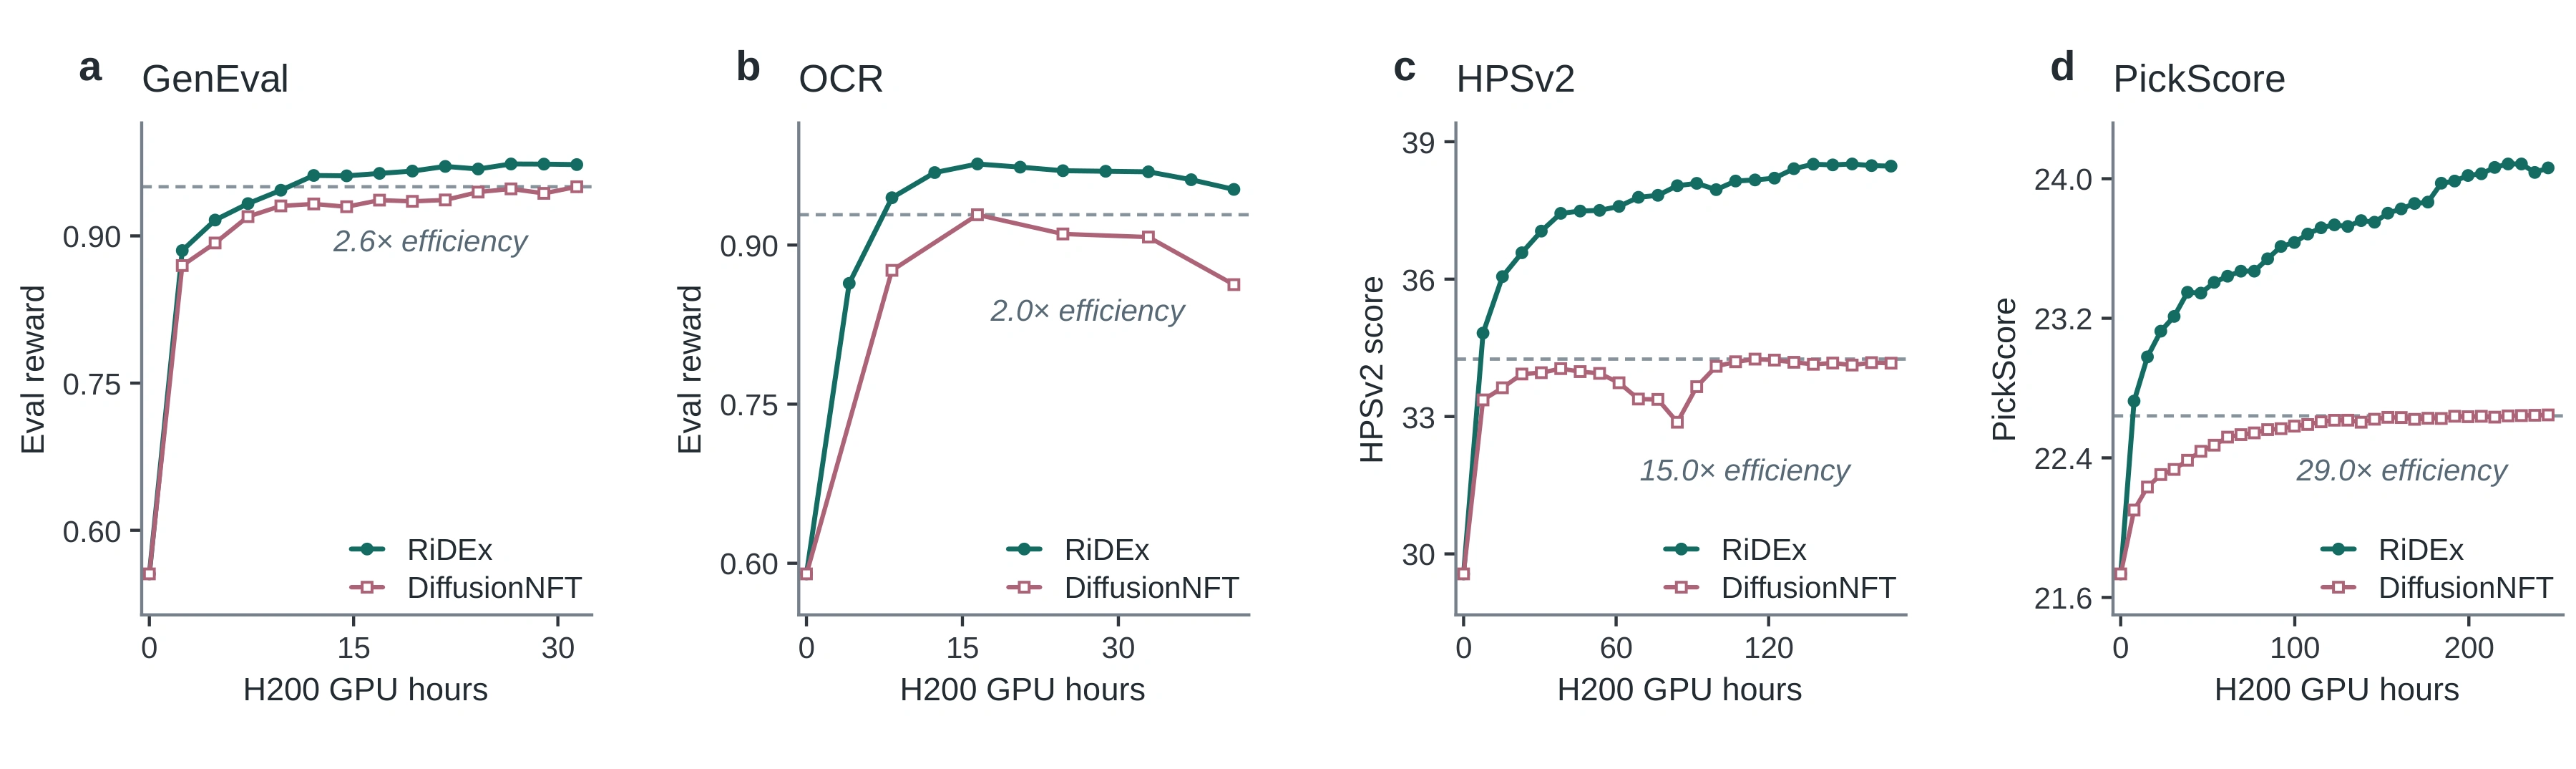 a GenEval
Eval reward
0.90
0.75
0.60
2.6× efficiency
RiDEx
DiffusionNFT
0 15 30
H200 GPU hours
b OCR
Eval reward
0.90
0.75
0.60
2.0× efficiency
RiDEx
DiffusionNFT
0 15 30
H200 GPU hours
c HPSv2
HPSv2 score
39
36
33
30
15.0× efficiency
RiDEx
DiffusionNFT
0 60 120
H200 GPU hours
d PickScore
PickScore
24.0
23.2
22.4
21.6
29.0× efficiency
RiDEx
DiffusionNFT
0 100 200
H200 GPU hours